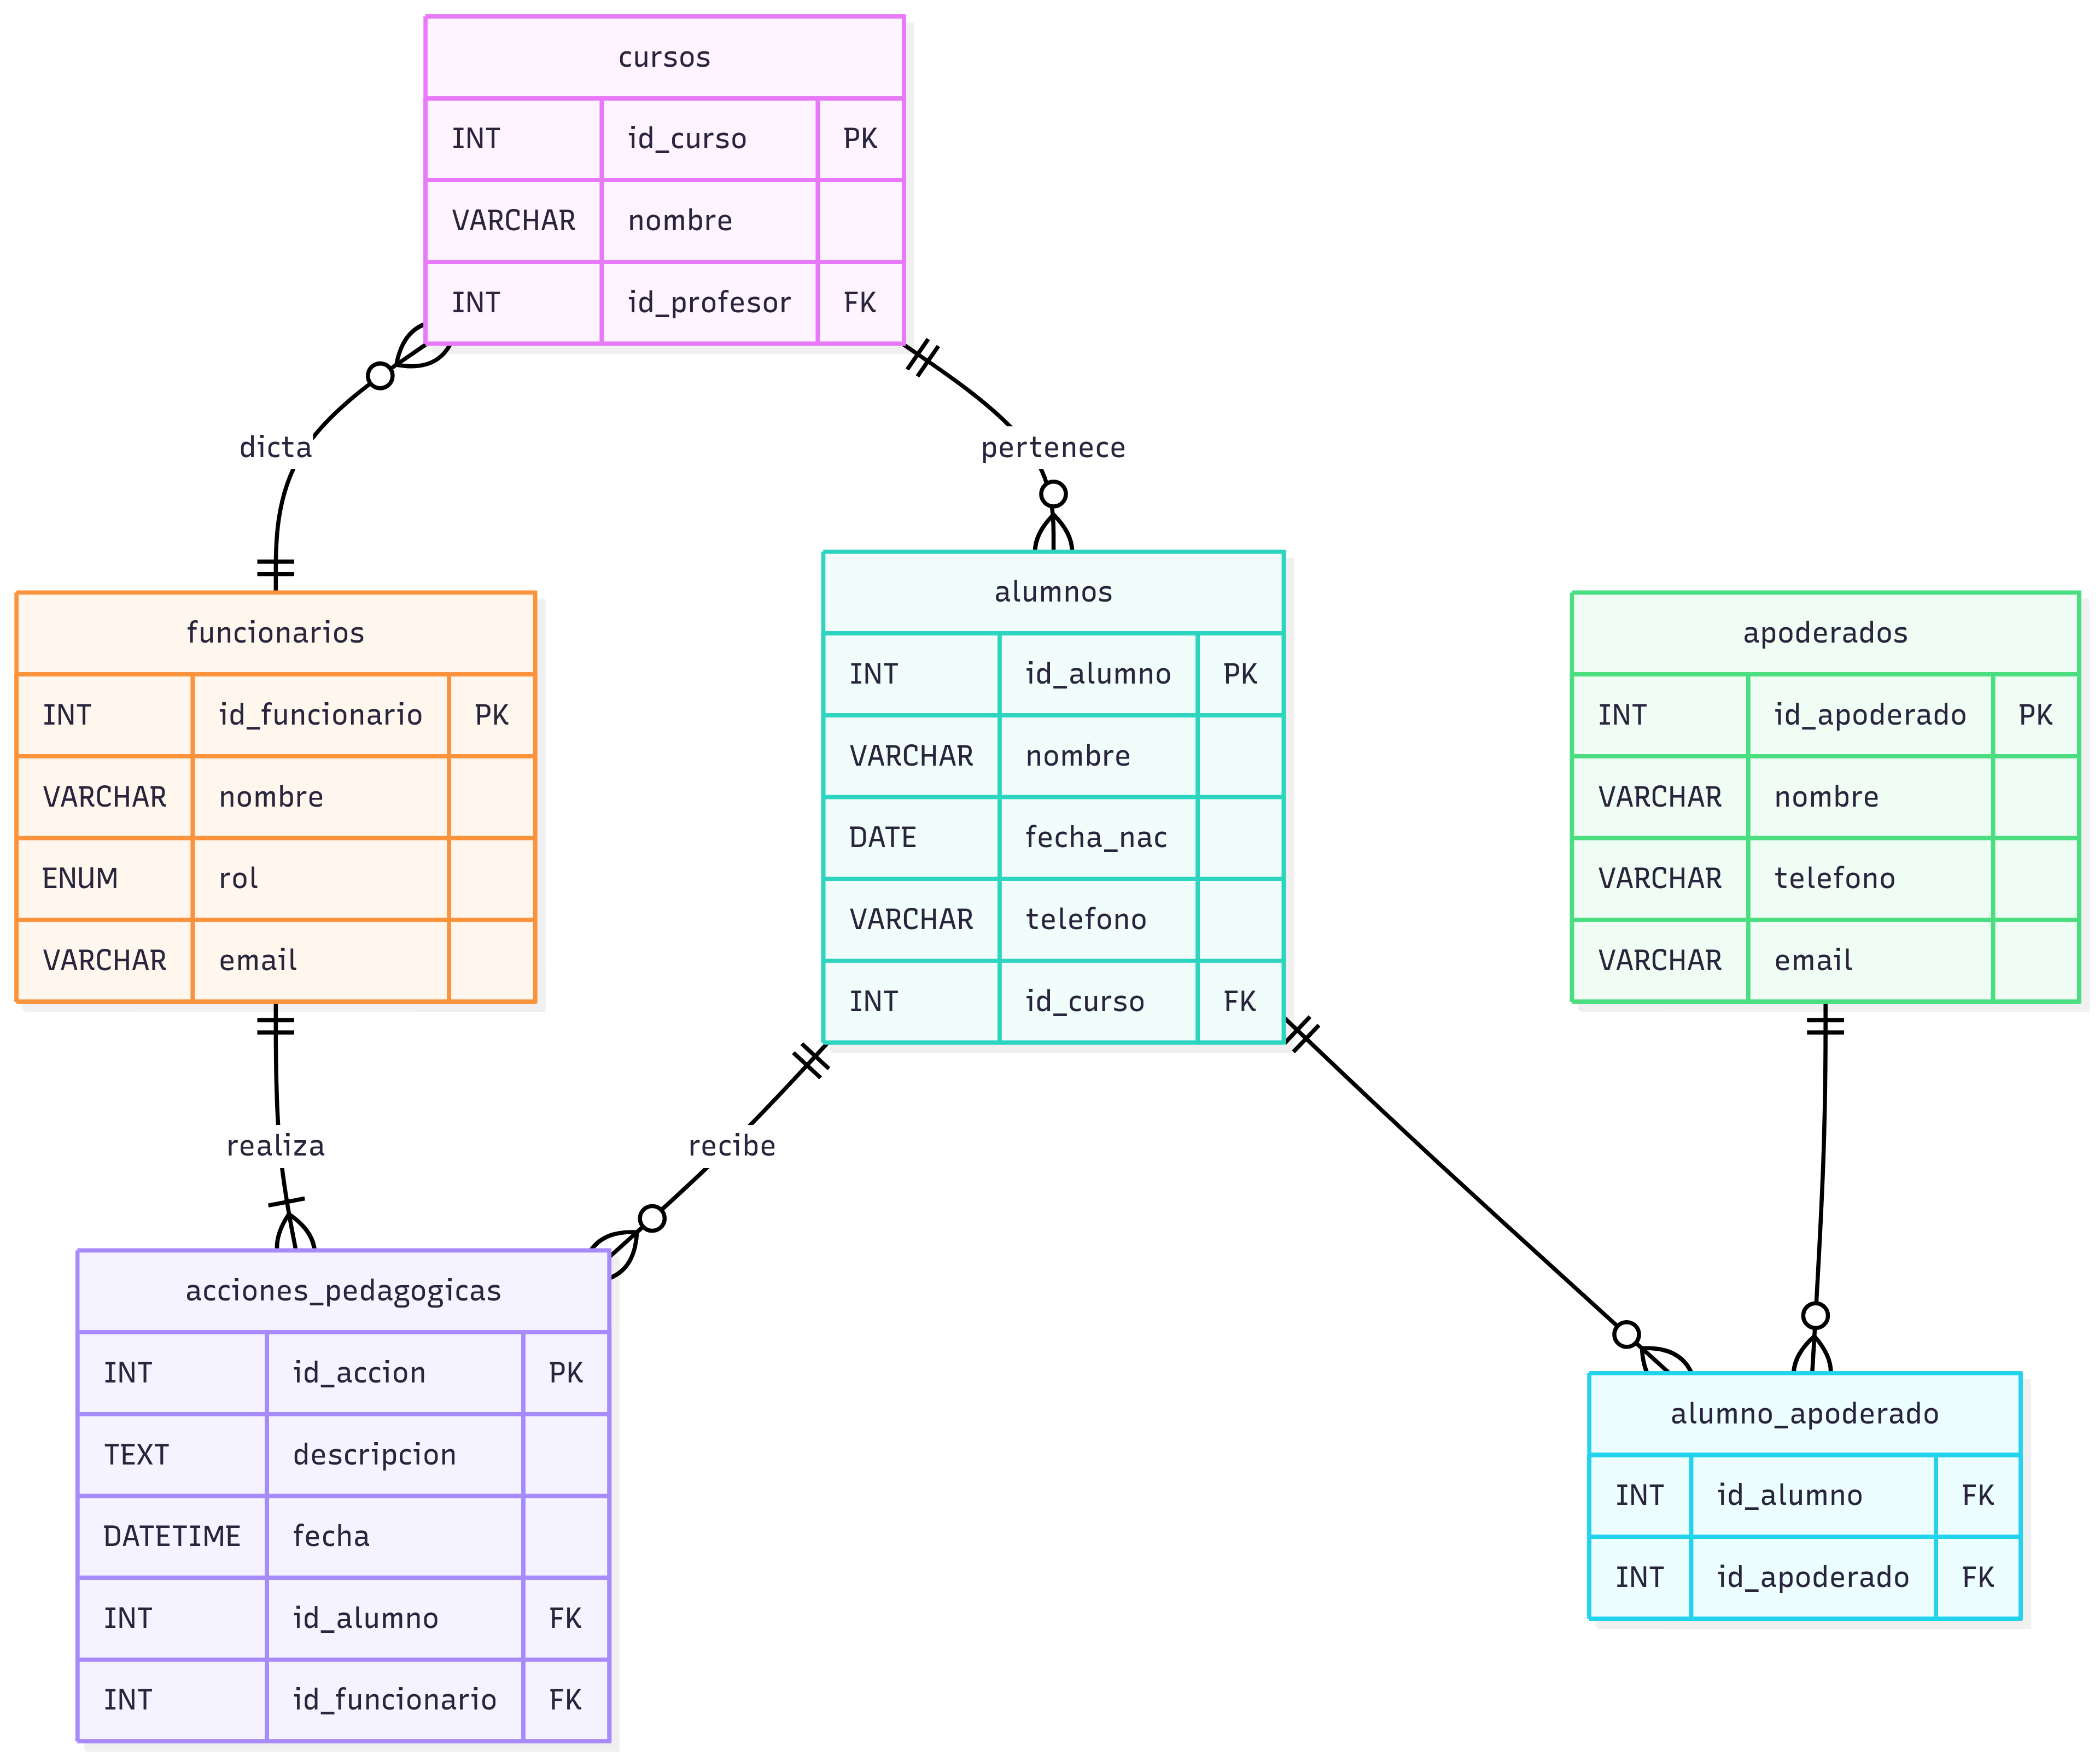 cursos
INT id_curso PK
VARCHAR nombre
INT id_profesor FK
dicta
pertenece
funcionarios
INT id_funcionario PK
VARCHAR nombre
ENUM rol
VARCHAR email
alumnos
INT id_alumno PK
VARCHAR nombre
DATE fecha_nac
VARCHAR telefono
INT id_curso FK
apoderados
INT id_apoderado PK
VARCHAR nombre
VARCHAR telefono
VARCHAR email
realiza
recibe
acciones_pedagogicas
INT id_accion PK
TEXT descripcion
DATETIME fecha
INT id_alumno FK
INT id_funcionario FK
alumno_apoderado
INT id_alumno FK
INT id_apoderado FK